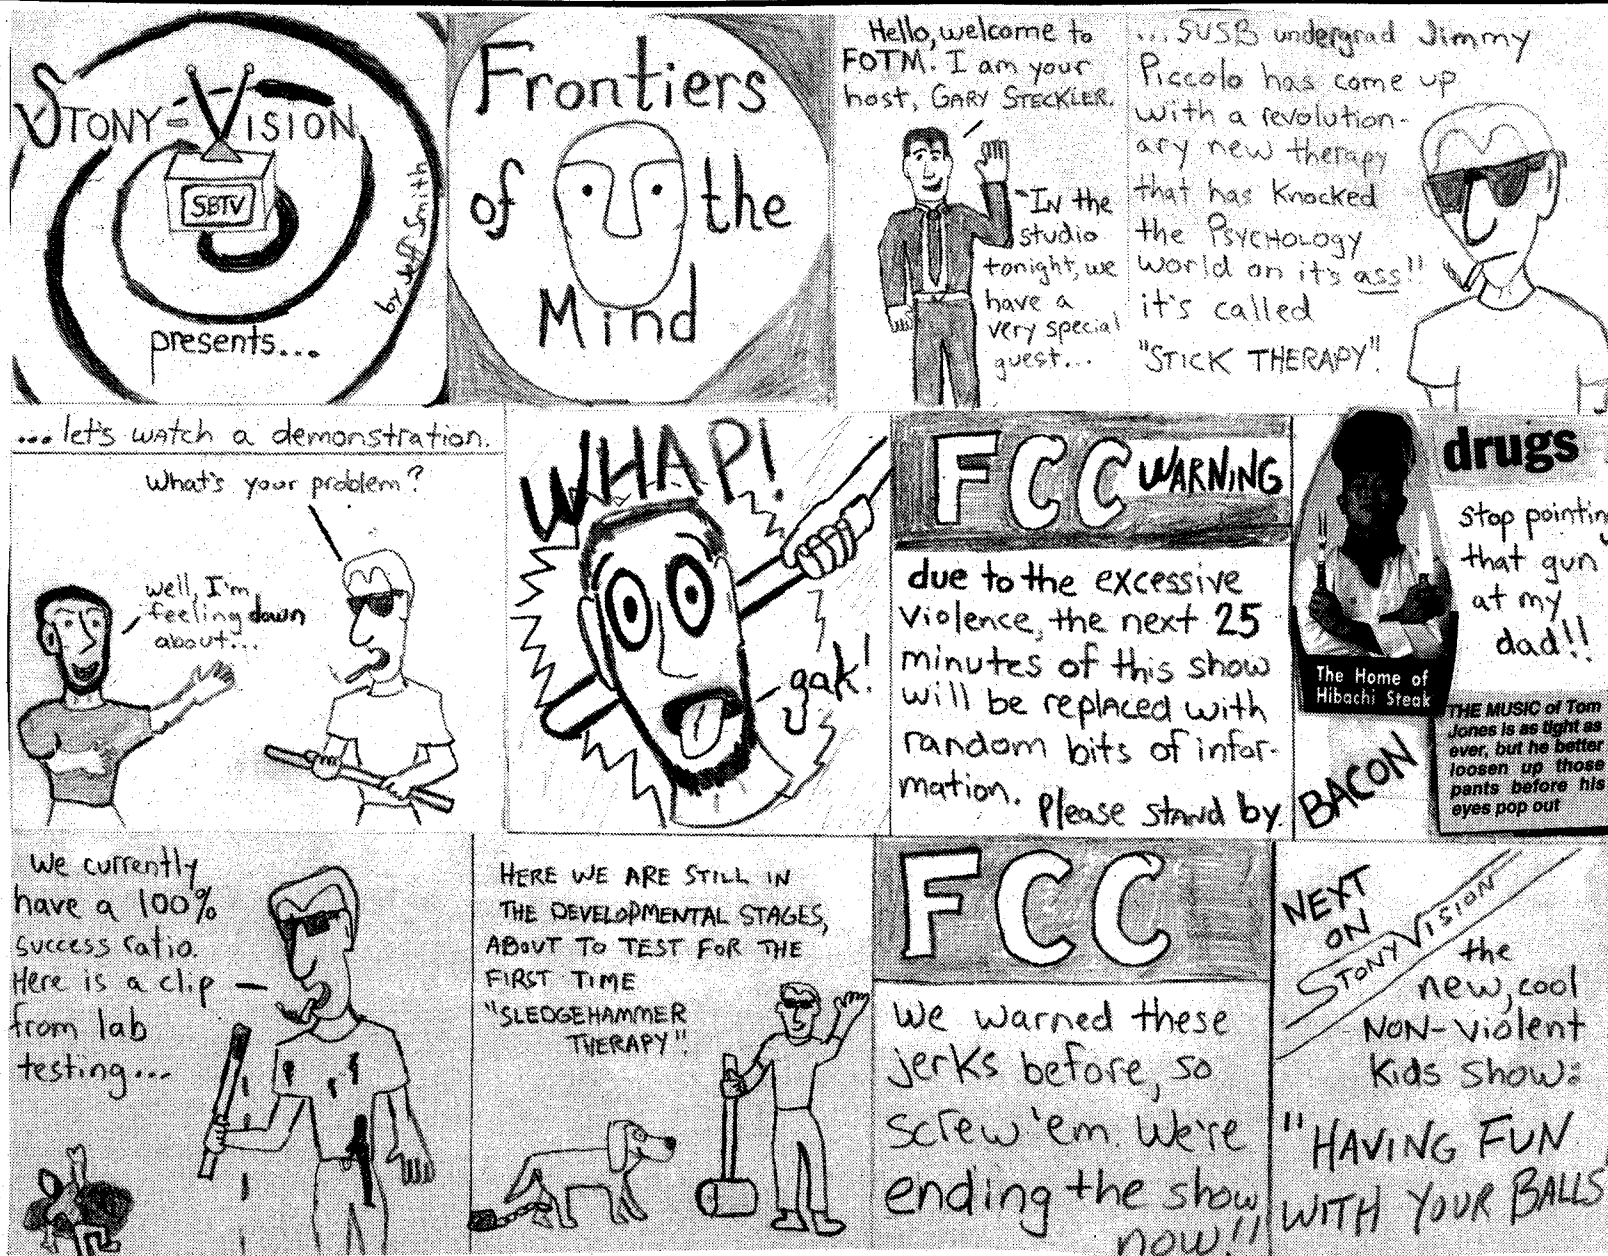 STONY-VISION
SBTV
by Jeff Smith
presents...
Frontiers
of the
Mind
Hello, welcome to
FOTM. I am your
host, GARY STECKLER.
IN the
studio
tonight, we
have a
very special
guest...
...SUSB undergrad Jimmy
Piccolo has come up
with a revolution-
ary new therapy
that has knocked
the PSYCHOLOGY
world on it's ass!!
it's called
"STICK THERAPY".
...let's watch a demonstration.
What's your problem?
well, I'm
feeling down
about...
WHAP!
gak!
FCC WARNING
due to the excessive
violence, the next 25
minutes of this show
will be replaced with
random bits of infor-
mation. Please stand by.
The Home of
Hibachi Steak
drugs
stop pointing
that gun
at my
dad!!
BACON
THE MUSIC of Tom
Jones is as tight as
ever, but he better
loosen up those
pants before his
eyes pop out
We currently
have a 100%
success ratio.
Here is a clip
from lab
testing...
HERE WE ARE STILL IN
THE DEVELOPMENTAL STAGES,
ABOUT TO TEST FOR THE
FIRST TIME
"SLEDGEHAMMER
THERAPY".
FCC
We warned these
jerks before, so
screw 'em. We're
ending the show
now!!
NEXT
ON
STONY VISION
the
new, cool
NON-violent
Kids show:
"HAVING FUN
WITH YOUR BALLS